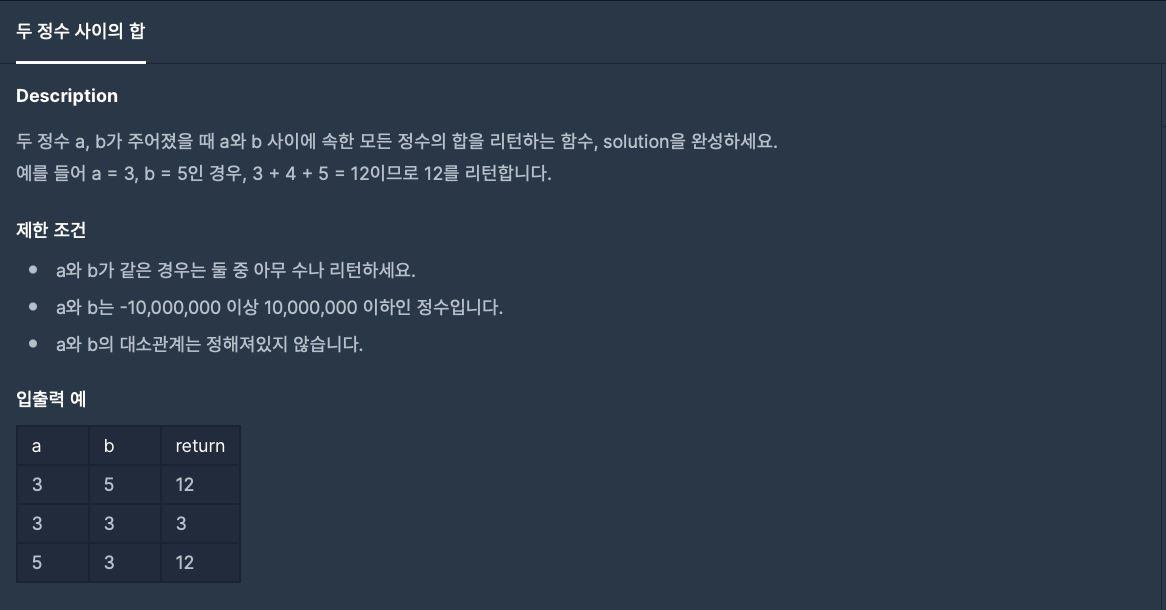 두 정수 사이의 합
Description
두 정수 a, b가 주어졌을 때 a와 b 사이에 속한 모든 정수의 합을 리턴하는 함수, solution을 완성하세요.
예를 들어 a = 3, b = 5인 경우, 3 + 4 + 5 = 12이므로 12를 리턴합니다.
제한 조건
• a와 b가 같은 경우는 둘 중 아무 수나 리턴하세요.
• a와 b는 -10,000,000 이상 10,000,000 이하인 정수입니다.
• a와 b의 대소관계는 정해져있지 않습니다.
입출력 예
a b return
3 5 12
3 3 3
5 3 12